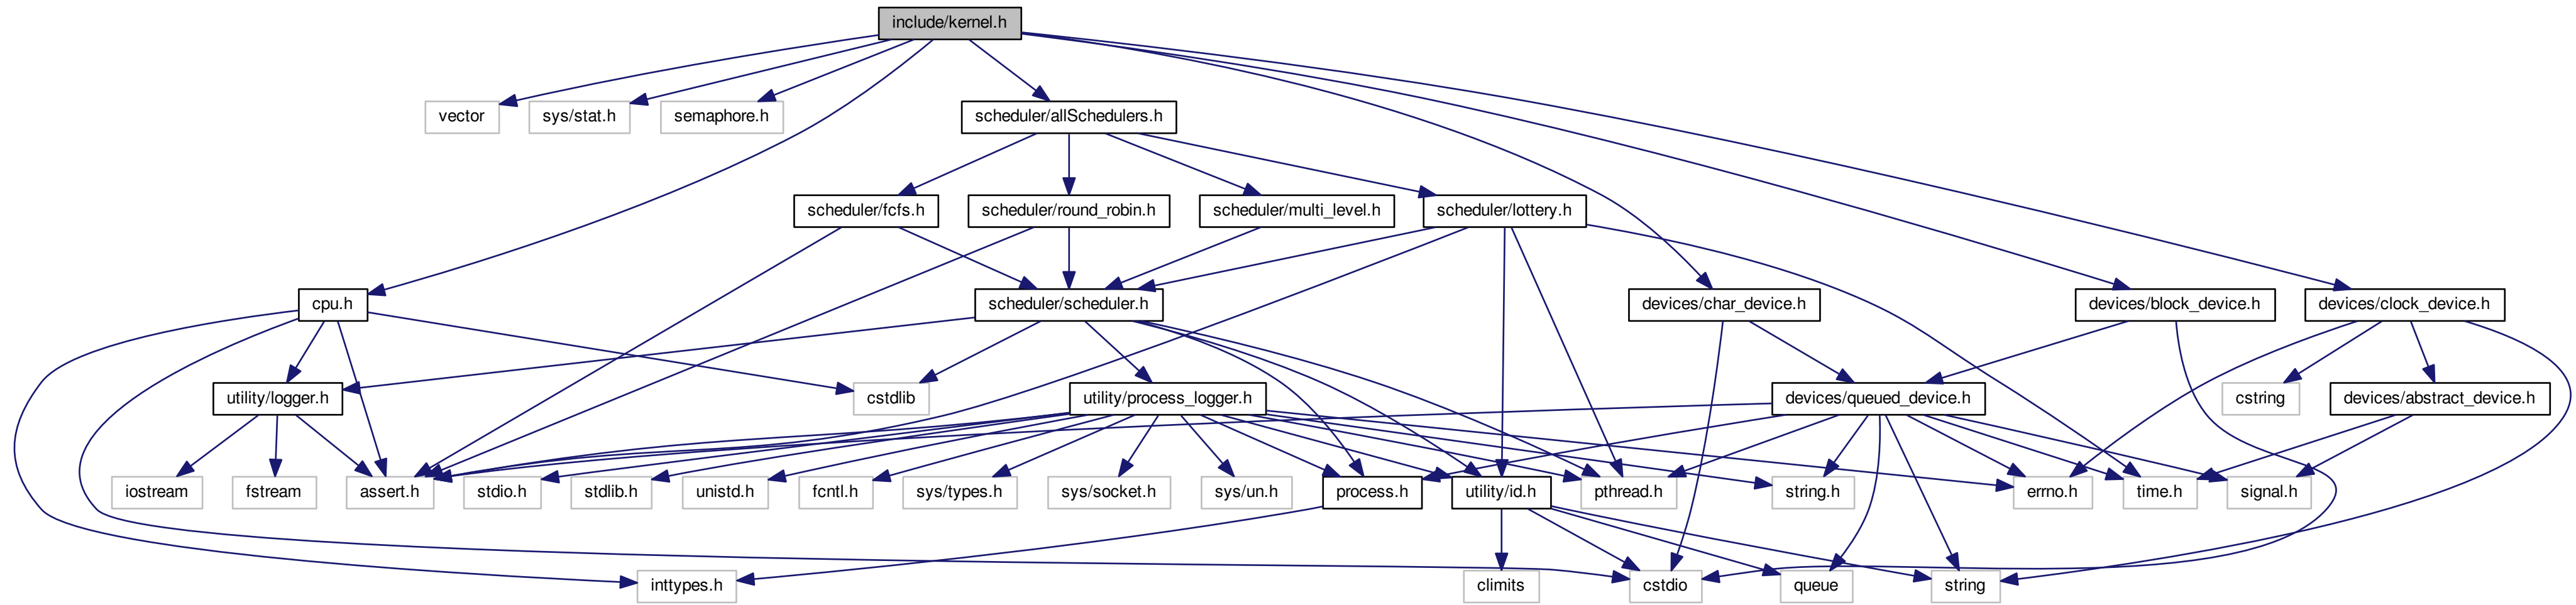 include/kernel.h
vector
sys/stat.h
semaphore.h
scheduler/allSchedulers.h
scheduler/fcfs.h
scheduler/round_robin.h
scheduler/multi_level.h
scheduler/lottery.h
cpu.h
scheduler/scheduler.h
devices/char_device.h
devices/block_device.h
devices/clock_device.h
utility/logger.h
cstdlib
utility/process_logger.h
devices/queued_device.h
cstring
devices/abstract_device.h
iostream
fstream
assert.h
stdio.h
stdlib.h
unistd.h
fcntl.h
sys/types.h
sys/socket.h
sys/un.h
process.h
utility/id.h
pthread.h
string.h
errno.h
time.h
signal.h
inttypes.h
climits
cstdio
queue
string